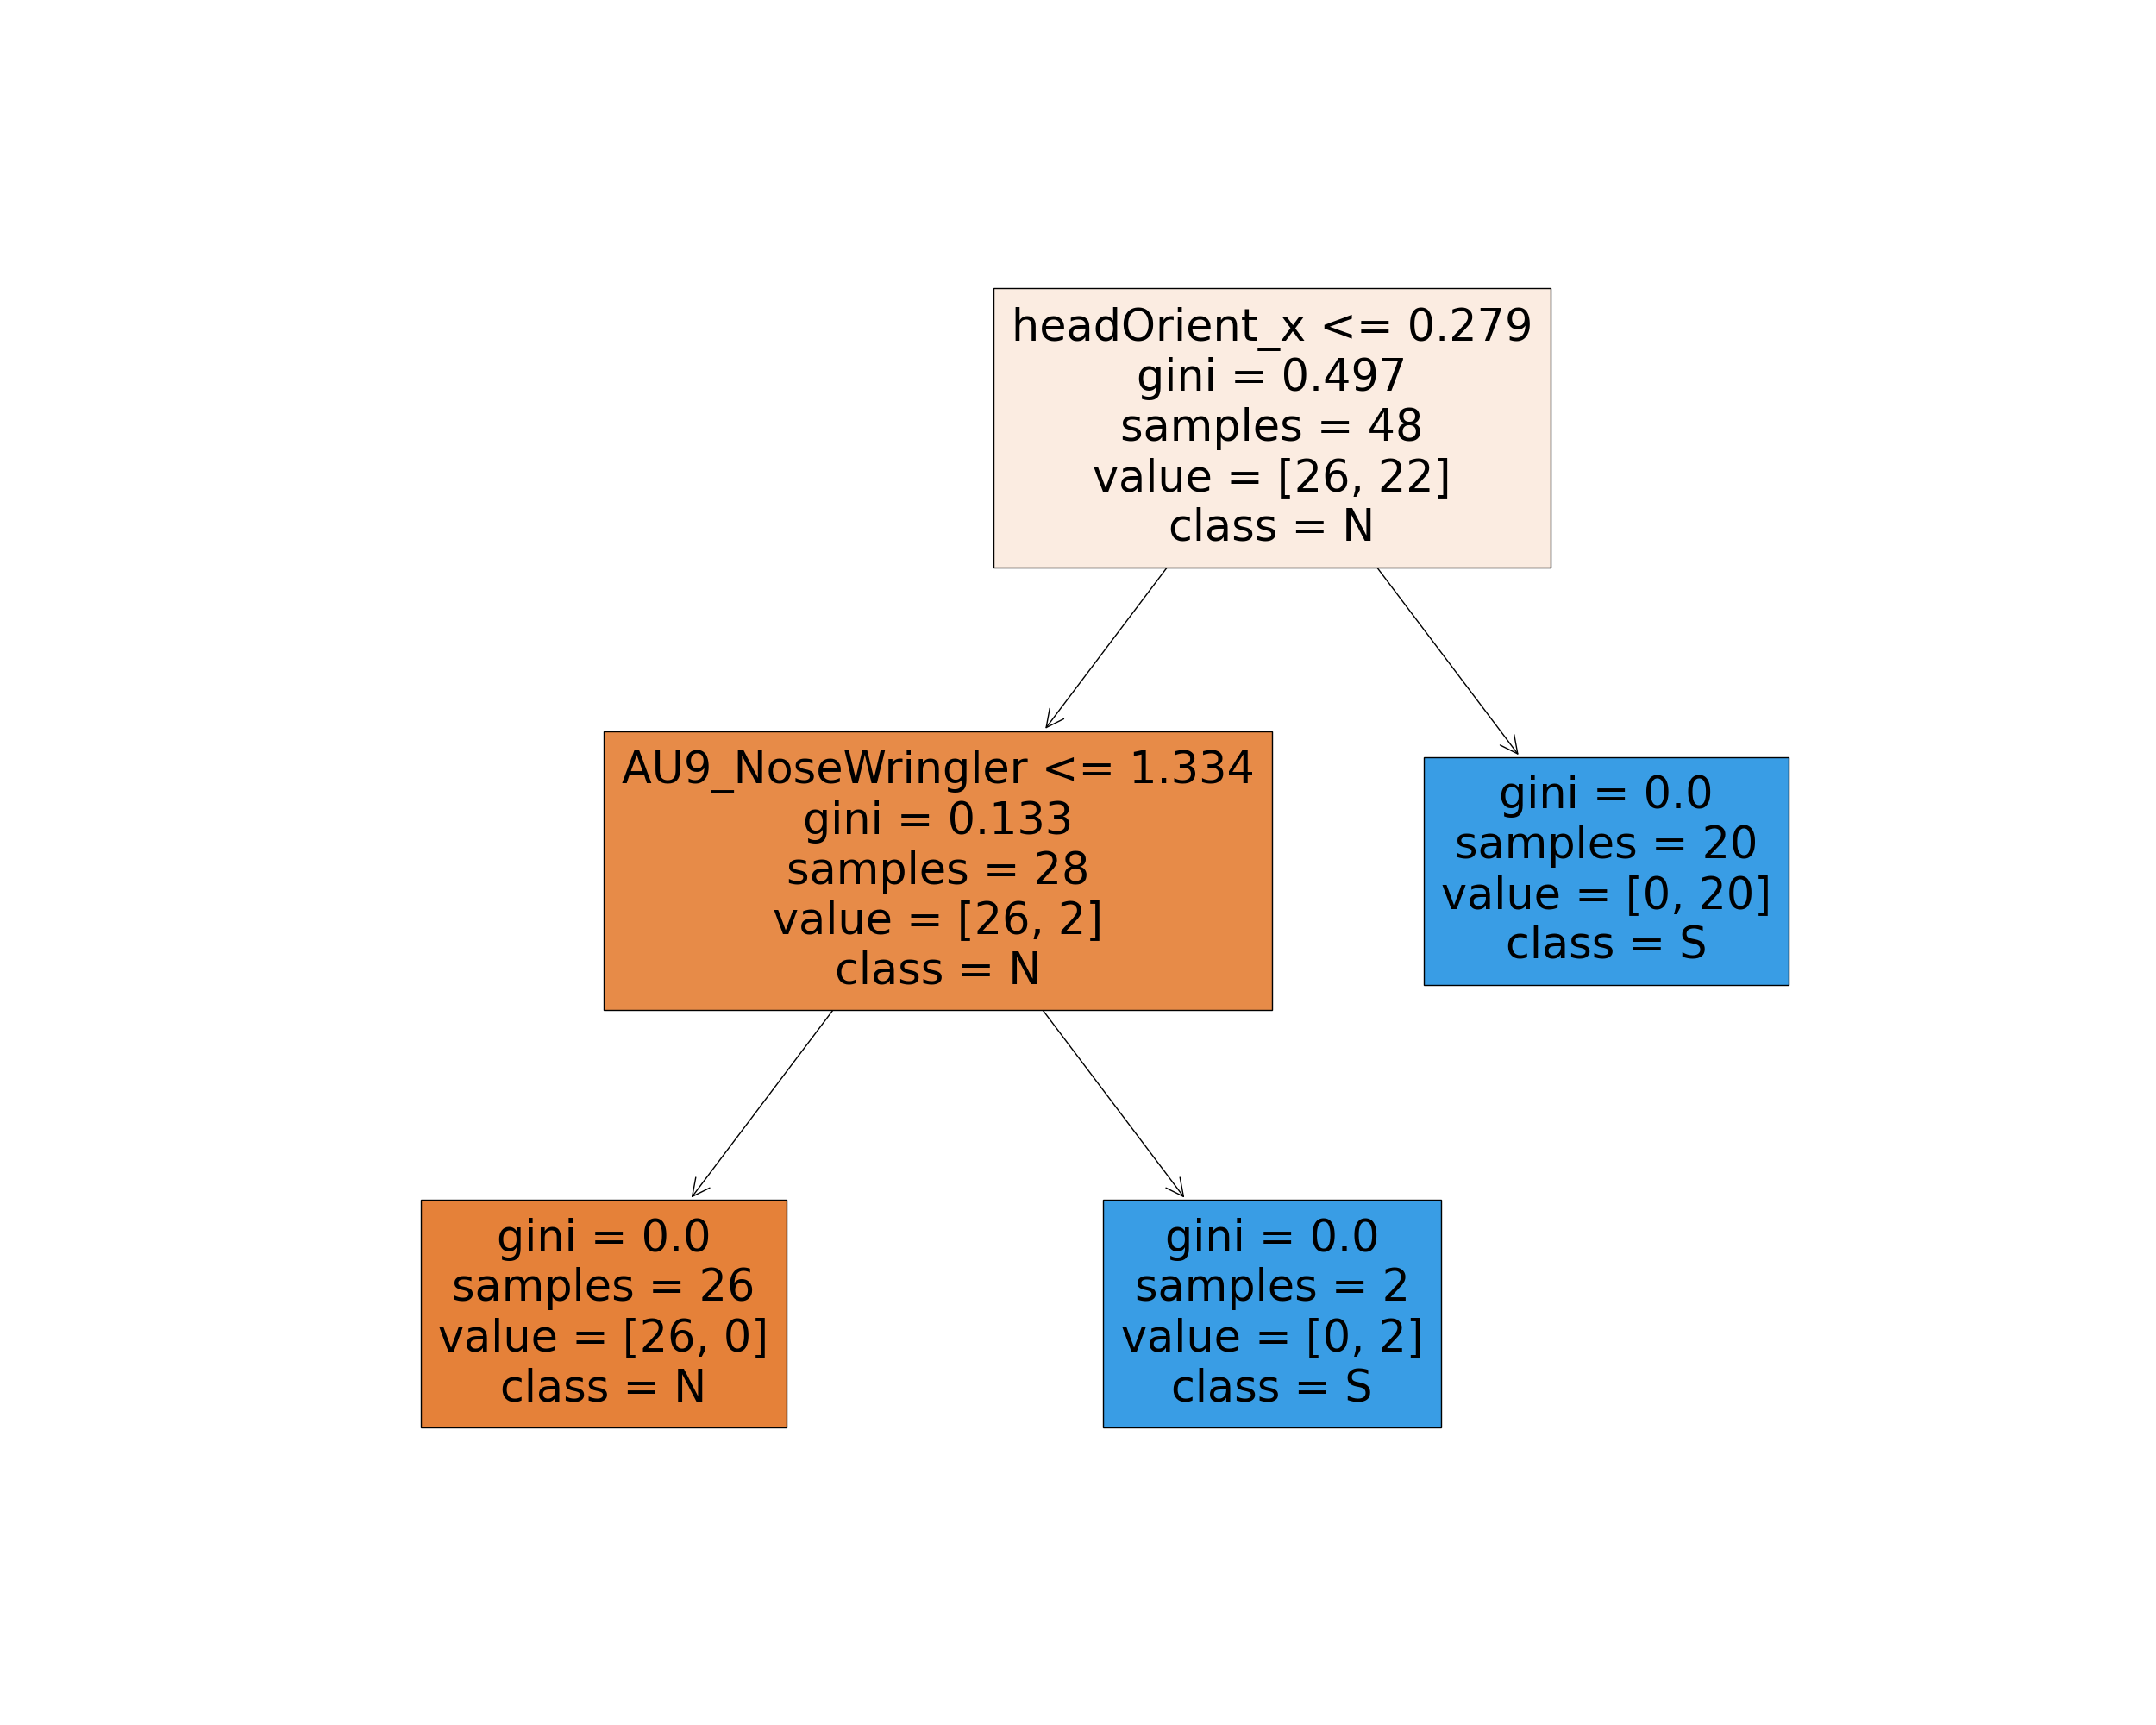 headOrient_x <= 0.279
gini = 0.497
samples = 48
value = [26, 22]
class = N
AU9_NoseWringler <= 1.334
gini = 0.133
samples = 28
value = [26, 2]
class = N
gini = 0.0
samples = 20
value = [0, 20]
class = S
gini = 0.0
samples = 26
value = [26, 0]
class = N
gini = 0.0
samples = 2
value = [0, 2]
class = S